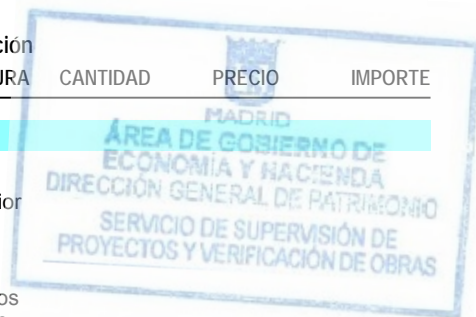 ción
URA CANTIDAD PRECIO IMPORTE
MADRID
ÁREA DE GOBIERNO DE
ECONOMÍA Y HACIENDA
DIRECCIÓN GENERAL DE PATRIMONIO
ior
SERVICIO DE SUPERVISIÓN DE
PROYECTOS Y VERIFICACIÓN DE OBRAS
os